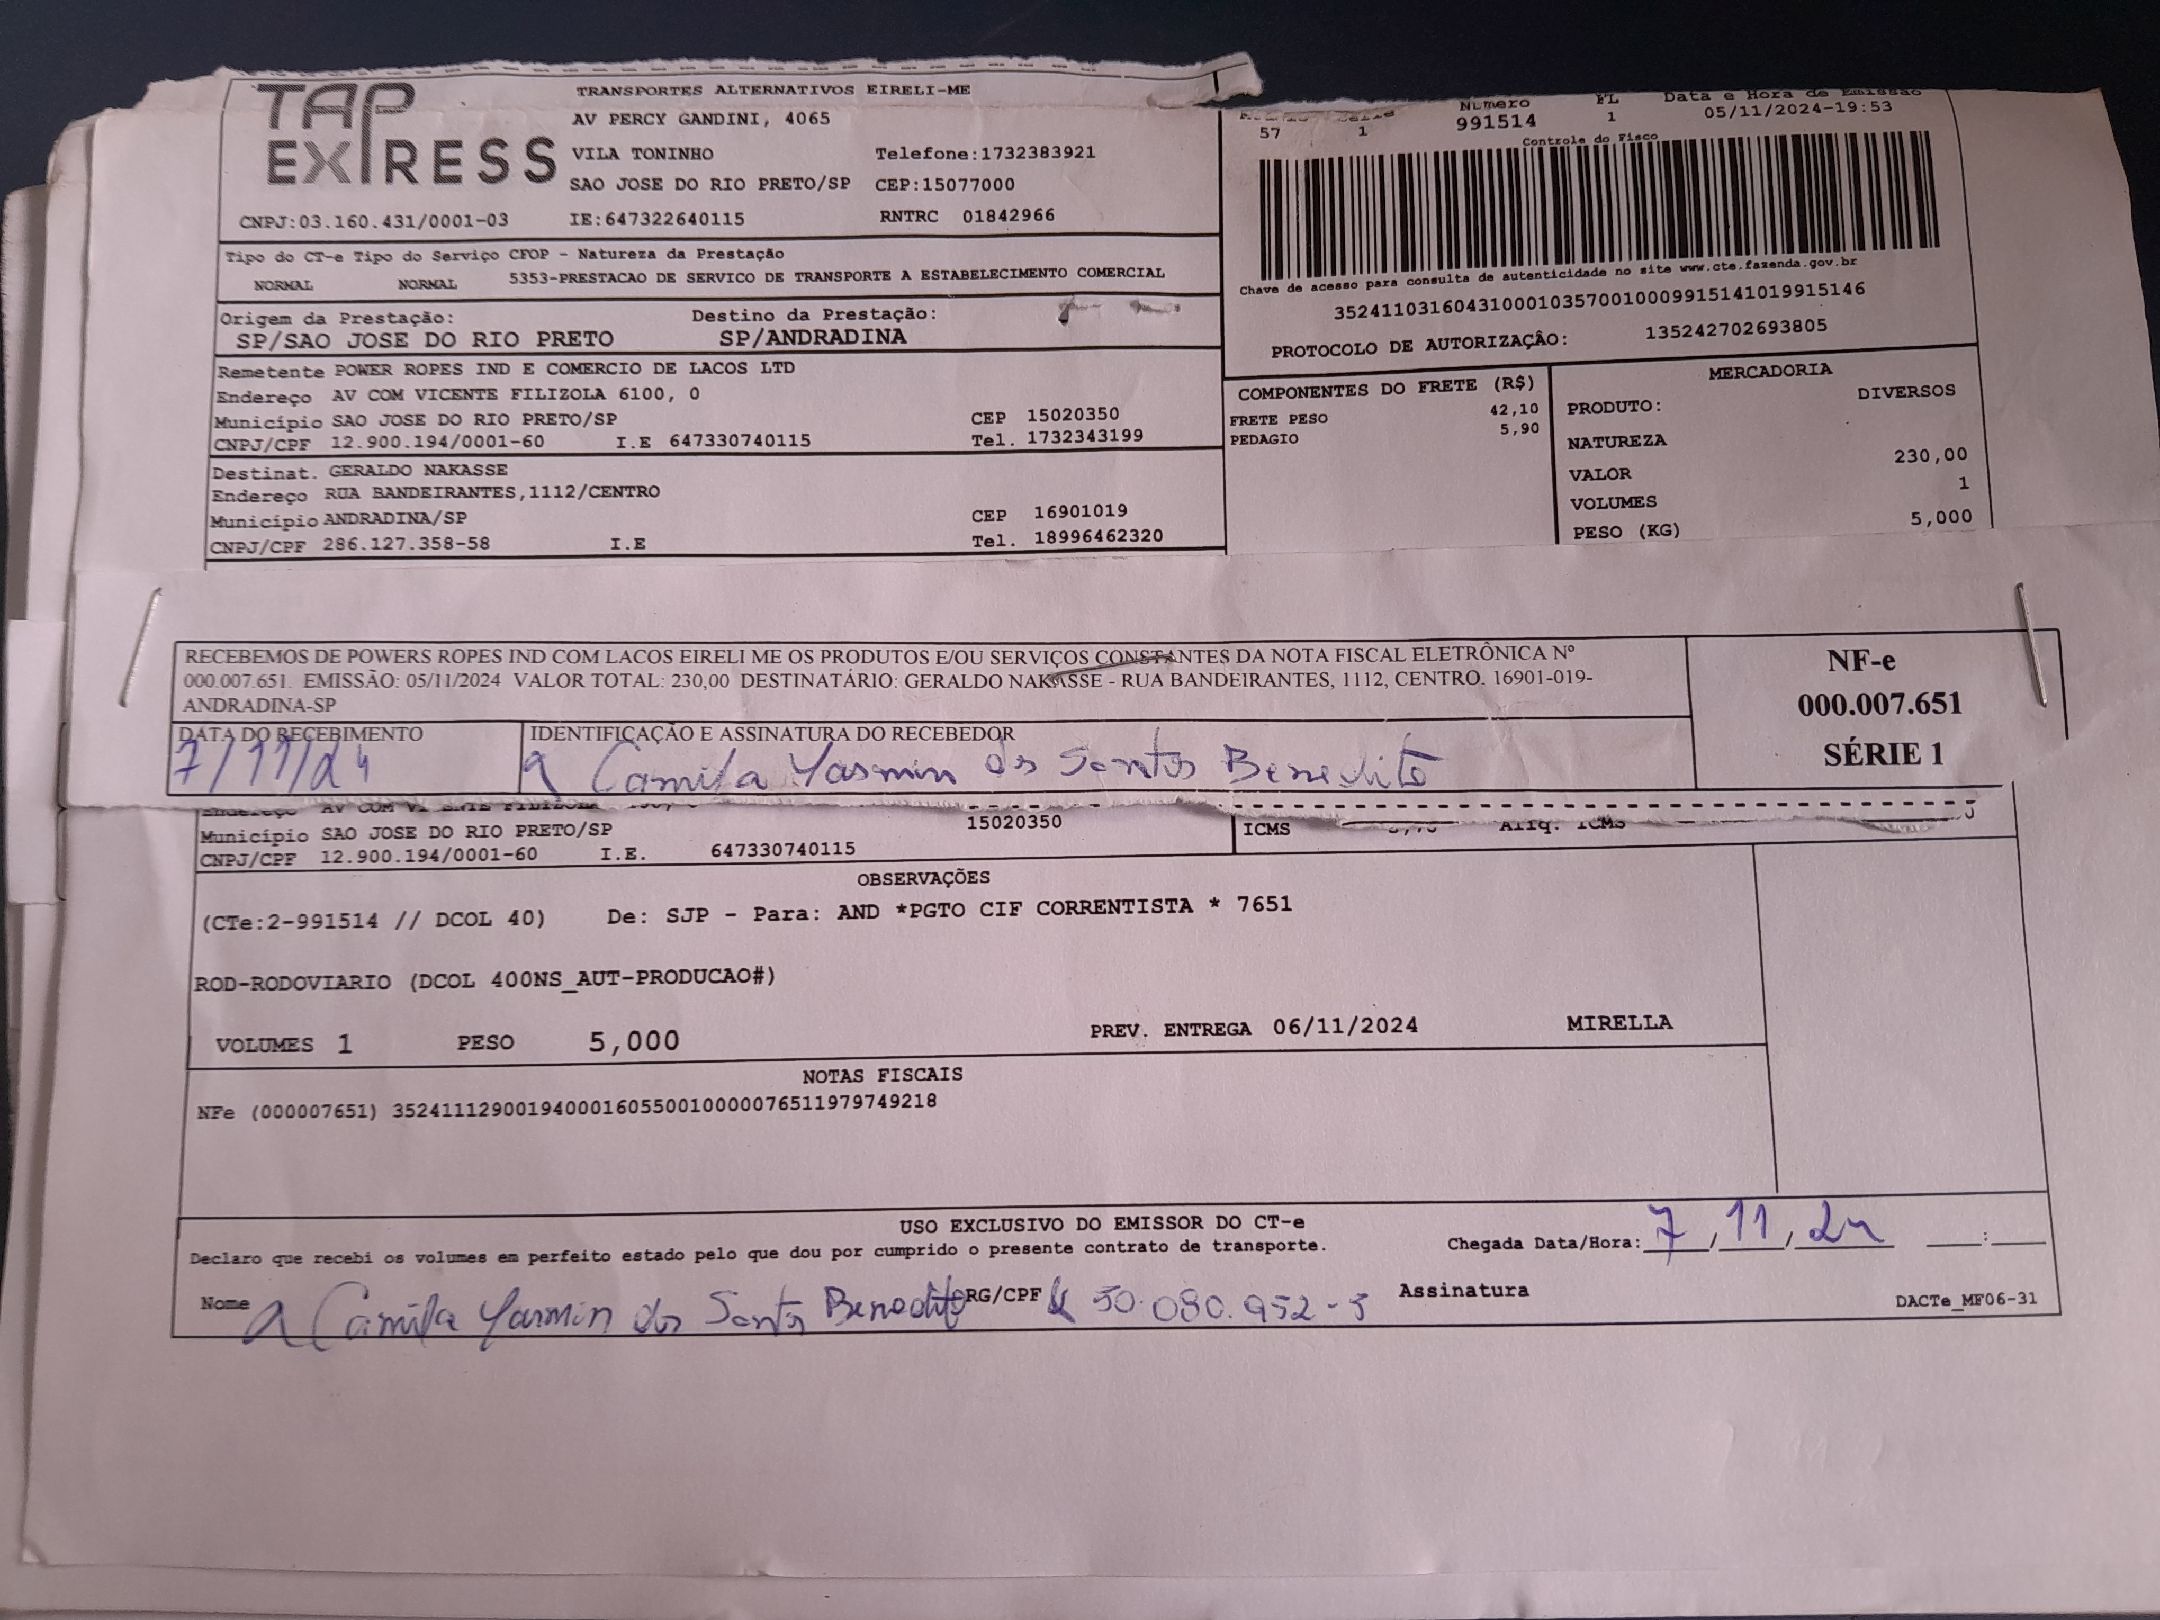 TAP EXPRESS
TRANSPORTES ALTERNATIVOS EIRELI-ME
AV PERCY GANDINI, 4065
VILA TONINHO Telefone:1732383921
SAO JOSE DO RIO PRETO/SP CEP:15077000
CNPJ:03.160.431/0001-03 IE:647322640115 RNTRC 01842966
Tipo do CT-e Tipo do Serviço CFOP - Natureza da Prestação
NORMAL NORMAL 5353-PRESTACAO DE SERVICO DE TRANSPORTE A ESTABELECIMENTO COMERCIAL
Origem da Prestação: Destino da Prestação:
SP/SAO JOSE DO RIO PRETO SP/ANDRADINA
Remetente POWER ROPES IND E COMERCIO DE LACOS LTD
Endereço AV COM VICENTE FILIZOLA 6100, 0
Município SAO JOSE DO RIO PRETO/SP CEP 15020350
CNPJ/CPF 12.900.194/0001-60 I.E 647330740115 Tel. 1732343199
Destinat. GERALDO NAKASSE
Endereço RUA BANDEIRANTES,1112/CENTRO
Município ANDRADINA/SP CEP 16901019
CNPJ/CPF 286.127.358-58 I.E Tel. 18996462320
Número FL Data e Hora de Emissão
57 1 991514 1 05/11/2024-19:53
Controle do Fisco
Chave de acesso para consulta de autenticidade no site www.cte.fazenda.gov.br
35241103160431000103570010009915141019915146
PROTOCOLO DE AUTORIZAÇÂO: 135242702693805
COMPONENTES DO FRETE (R$)
FRETE PESO 42,10
PEDAGIO 5,90
MERCADORIA
PRODUTO: DIVERSOS
NATUREZA
VALOR 230,00
VOLUMES 1
PESO (KG) 5,000
RECEBEMOS DE POWERS ROPES IND COM LACOS EIRELI ME OS PRODUTOS E/OU SERVIÇOS CONSTANTES DA NOTA FISCAL ELETRÔNICA Nº
000.007.651. EMISSÃO: 05/11/2024 VALOR TOTAL: 230,00 DESTINATÁRIO: GERALDO NAKASSE - RUA BANDEIRANTES, 1112, CENTRO. 16901-019-
ANDRADINA-SP
DATA DO RECEBIMENTO IDENTIFICAÇÃO E ASSINATURA DO RECEBEDOR
7/11/24 Camila Yasmin dos Santos Benedito
NF-e
000.007.651
SÉRIE 1
Município SAO JOSE DO RIO PRETO/SP 15020350
CNPJ/CPF 12.900.194/0001-60 I.E. 647330740115
ICMS Aliq. ICMS
OBSERVAÇÕES
(CTe:2-991514 // DCOL 40) De: SJP - Para: AND *PGTO CIF CORRENTISTA * 7651
ROD-RODOVIARIO (DCOL 400NS_AUT-PRODUCAO#)
VOLUMES 1 PESO 5,000 PREV. ENTREGA 06/11/2024 MIRELLA
NOTAS FISCAIS
NFe (000007651) 35241112900194000160550010000076511979749218
USO EXCLUSIVO DO EMISSOR DO CT-e
Declaro que recebi os volumes em perfeito estado pelo que dou por cumprido o presente contrato de transporte. Chegada Data/Hora: 7, 11, 24 :
Nome Camila Yasmin dos Santos Benedito RG/CPF 50.080.952-5 Assinatura
DACTe_MF06-31